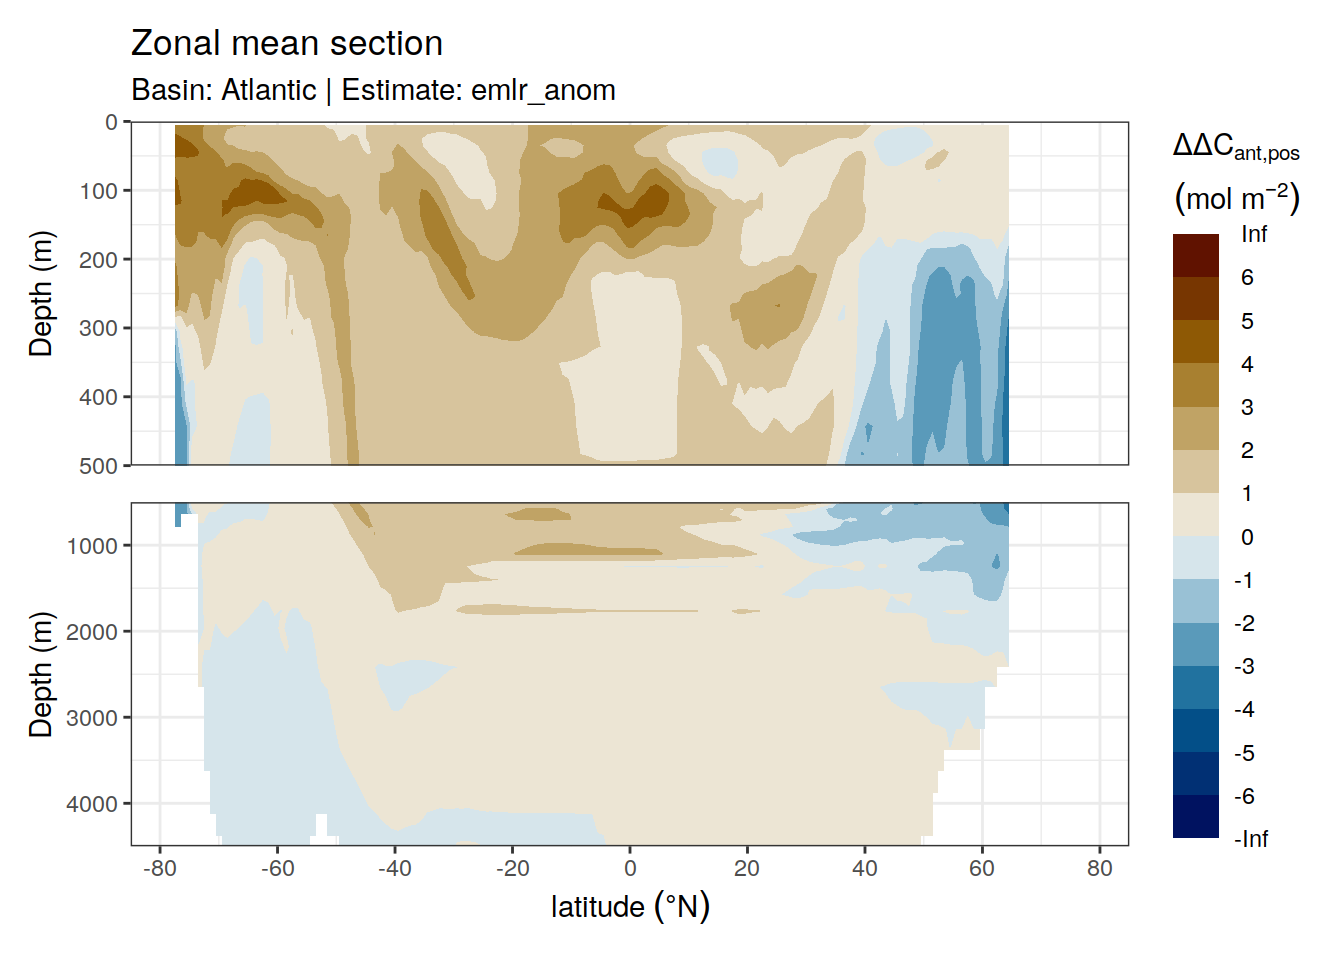 Zonal mean section
Basin: Atlantic | Estimate: emlr_anom
0
100
200
300
400
500
Depth (m)
1000
2000
3000
4000
Depth (m)
-80 -60 -40 -20 0 20 40 60 80
latitude (°N)
ΔΔC_ant,pos
(mol m⁻²)
Inf
6
5
4
3
2
1
0
-1
-2
-3
-4
-5
-6
-Inf